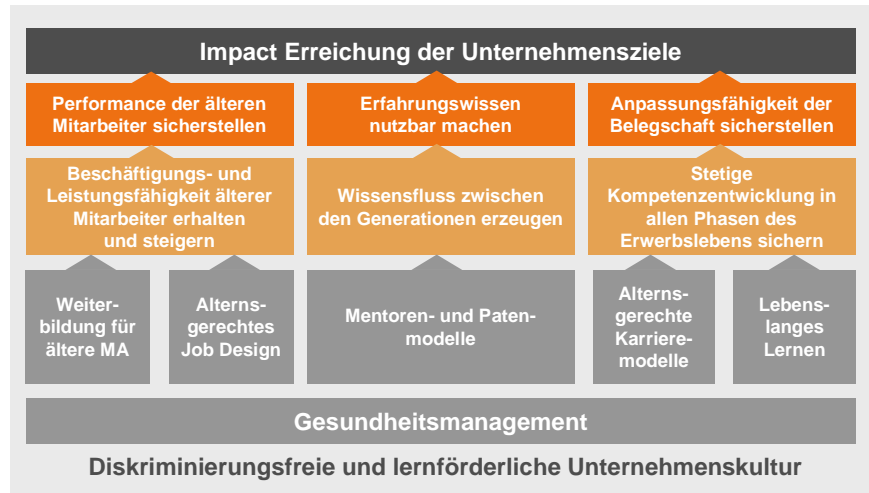 Impact Erreichung der Unternehmensziele
Performance der älteren
Mitarbeiter sicherstellen
Erfahrungswissen
nutzbar machen
Anpassungsfähigkeit der
Belegschaft sicherstellen
Beschäftigungs- und
Leistungsfähigkeit älterer
Mitarbeiter erhalten
und steigern
Wissensfluss zwischen
den Generationen erzeugen
Stetige
Kompetenzentwicklung in
allen Phasen des
Erwerbslebens sichern
Weiter-
bildung für
ältere MA
Alterns-
gerechtes
Job Design
Mentoren- und Paten-
modelle
Alterns-
gerechte
Karriere-
modelle
Lebens-
langes
Lernen
Gesundheitsmanagement
Diskriminierungsfreie und lernförderliche Unternehmenskultur